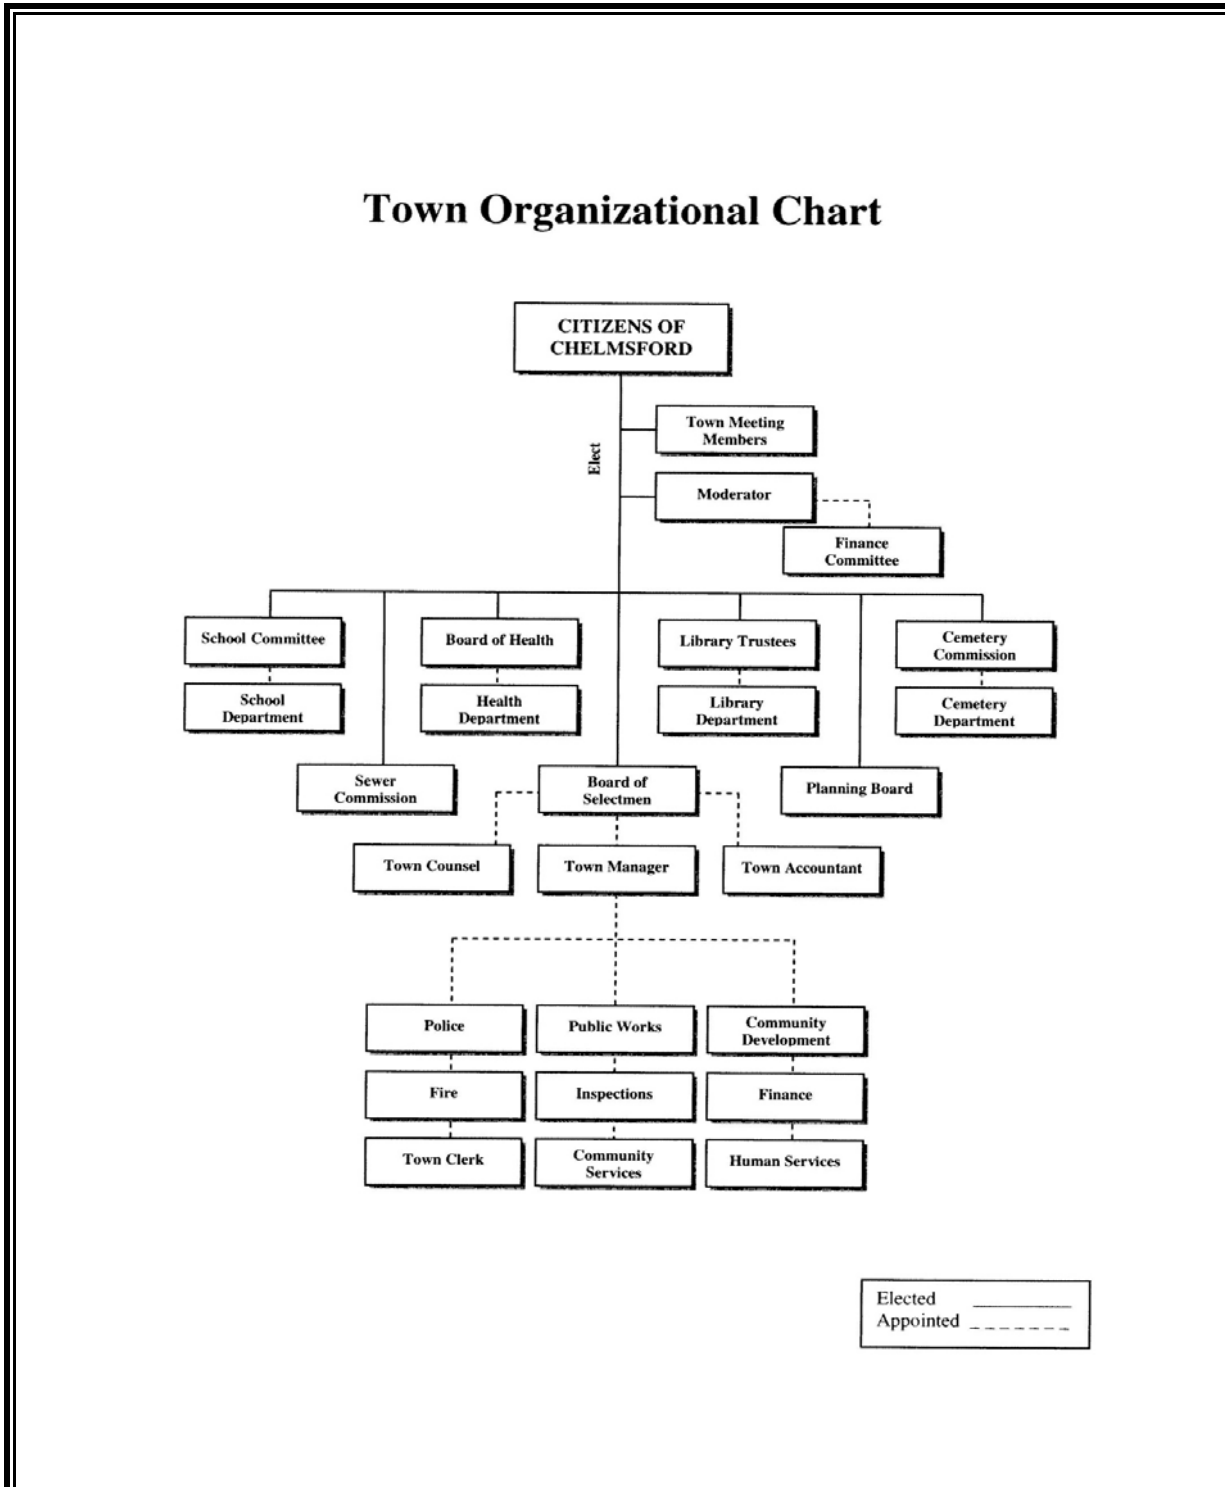 Town Organizational Chart
CITIZENS OF
CHELMSFORD
Elect
Town Meeting
Members
Moderator
Finance
Committee
School Committee
School
Department
Board of Health
Health
Department
Library Trustees
Library
Department
Cemetery
Commission
Cemetery
Department
Sewer
Commission
Board of
Selectmen
Planning Board
Town Counsel
Town Manager
Town Accountant
Police
Public Works
Community
Development
Fire
Inspections
Finance
Town Clerk
Community
Services
Human Services
Elected
Appointed